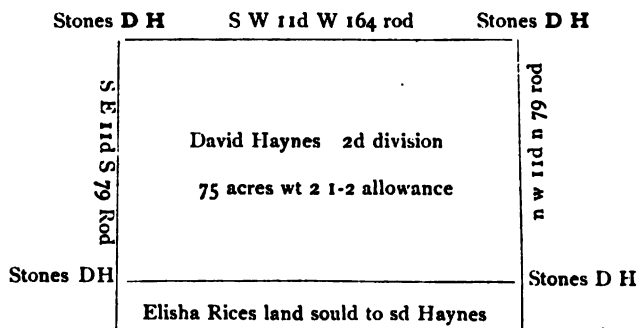 Stones D H
S W 11d W 164 rod
Stones D H
S E 11d S 79 Rod
n w 11d n 79 rod
David Haynes 2d division
75 acres wt 2 1-2 allowance
Stones DH
Stones D H
Elisha Rices land sould to sd Haynes